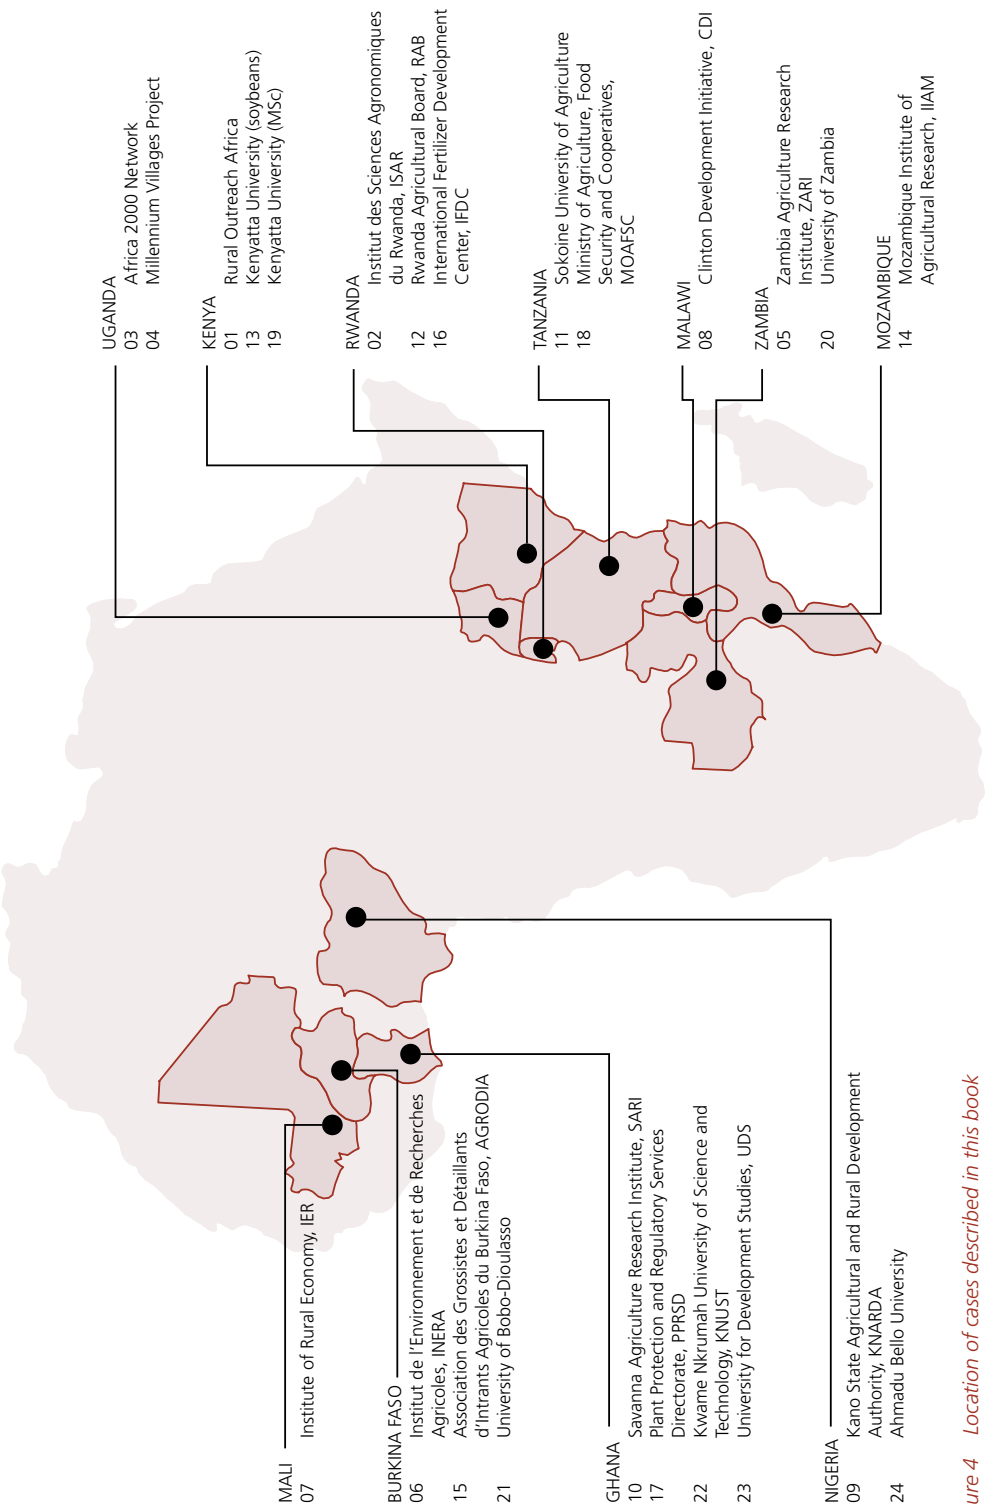 MALI
07 Institute of Rural Economy, IER
BURKINA FASO
06 Institut de l'Environnement et de Recherches
Agricoles, INERA
15 Association des Grossistes et Détaillants
d'Intrants Agricoles du Burkina Faso, AGRODIA
21 University of Bobo-Dioulasso
GHANA
10 Savanna Agriculture Research Institute, SARI
17 Plant Protection and Regulatory Services
Directorate, PPRSD
22 Kwame Nkrumah University of Science and
Technology, KNUST
23 University for Development Studies, UDS
NIGERIA
09 Kano State Agricultural and Rural Development
Authority, KNARDA
24 Ahmadu Bello University
UGANDA
03 Africa 2000 Network
04 Millennium Villages Project
KENYA
01 Rural Outreach Africa
13 Kenyatta University (soybeans)
19 Kenyatta University (MSc)
RWANDA
02 Institut des Sciences Agronomiques
du Rwanda, ISAR
12 Rwanda Agricultural Board, RAB
16 International Fertilizer Development
Center, IFDC
TANZANIA
11 Sokoine University of Agriculture
18 Ministry of Agriculture, Food
Security and Cooperatives,
MOAFSC
MALAWI
08 Clinton Development Initiative, CDI
ZAMBIA
05 Zambia Agriculture Research
Institute, ZARI
20 University of Zambia
MOZAMBIQUE
14 Mozambique Institute of
Agricultural Research, IIAM
ure 4 Location of cases described in this book